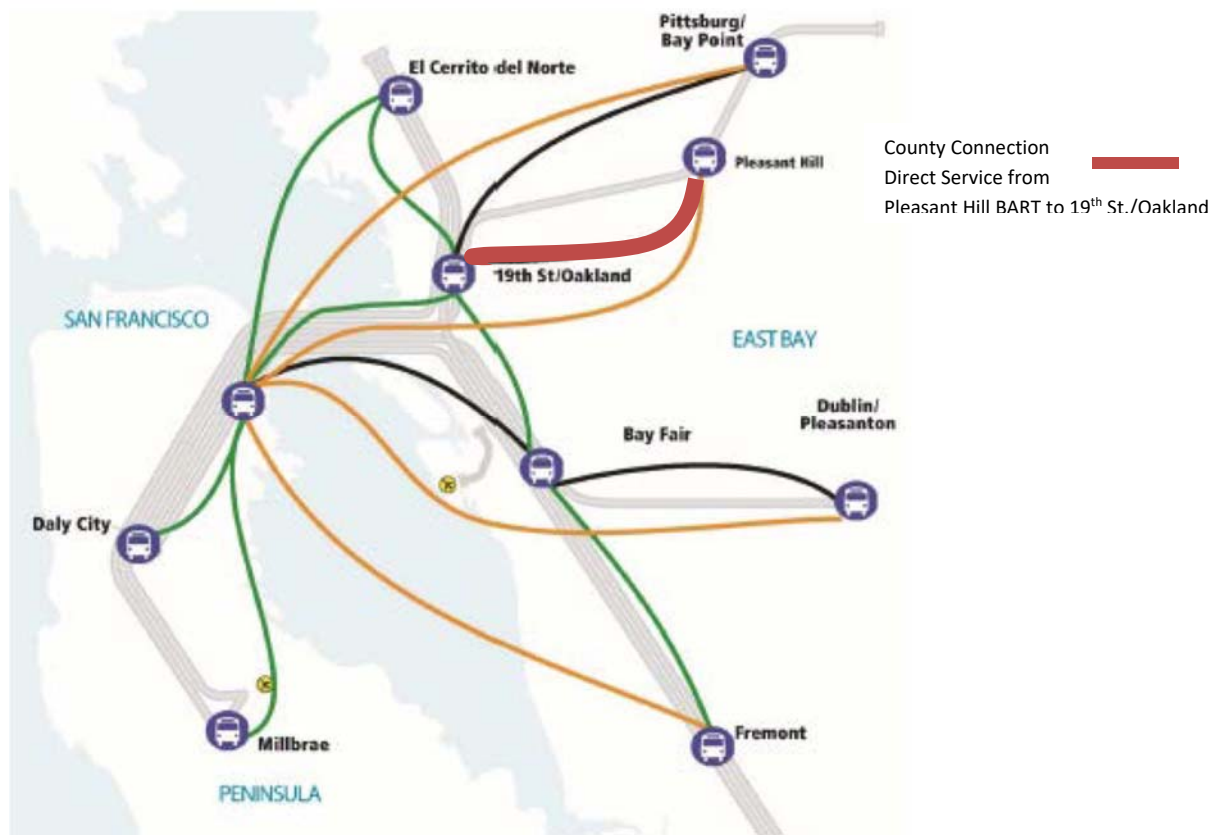 Pittsburg/
Bay Point
El Cerrito del Norte
Pleasant Hill
County Connection
Direct Service from
Pleasant Hill BART to 19th St./Oakland
19th St/Oakland
SAN FRANCISCO
EAST BAY
Dublin/
Pleasanton
Bay Fair
Daly City
Fremont
Millbrae
PENINSULA